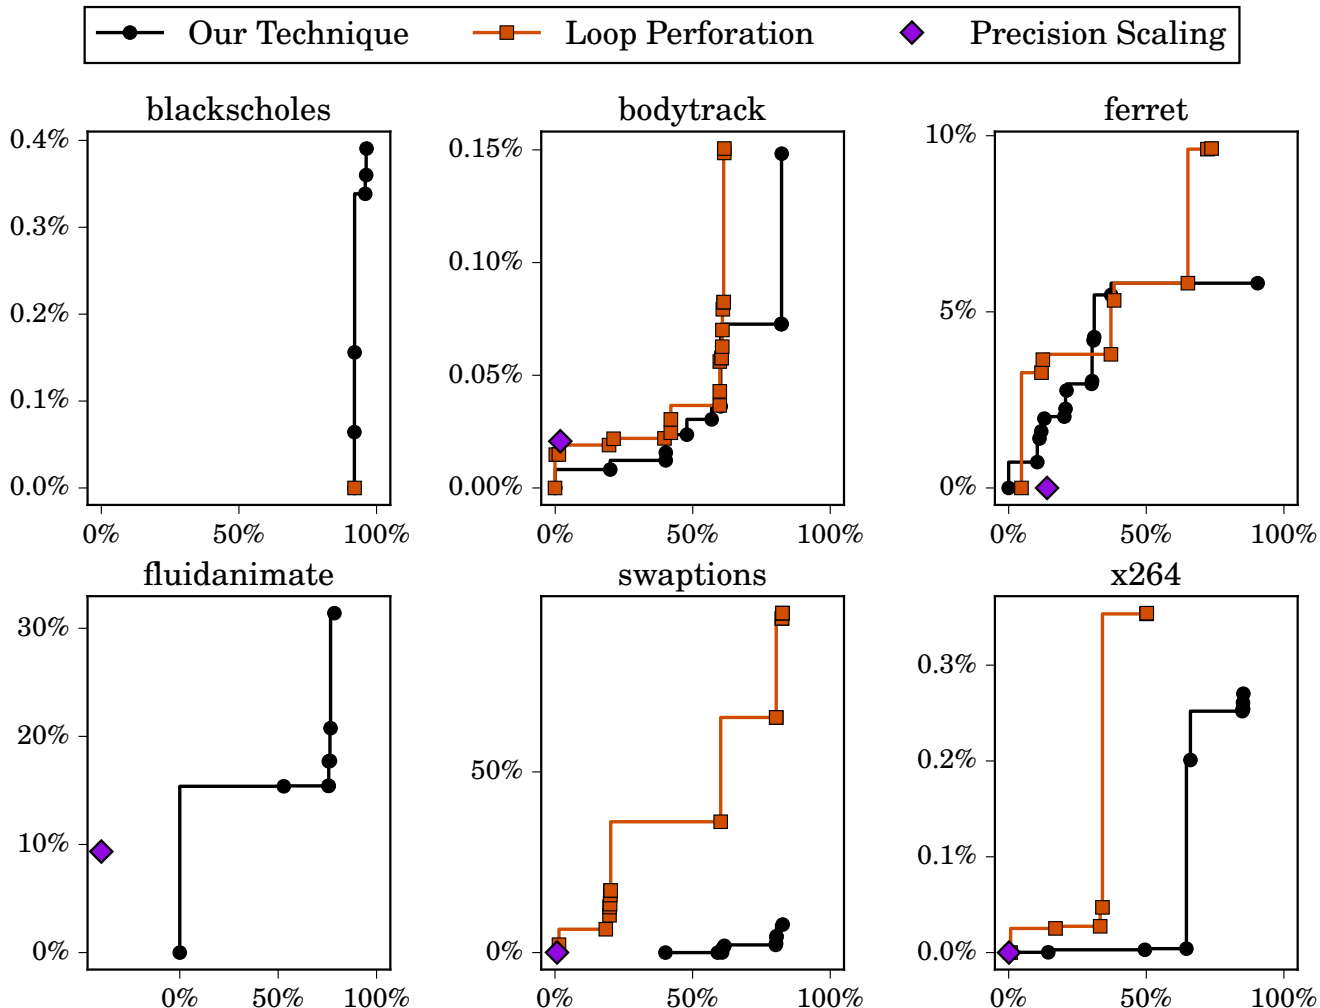 Our Technique Loop Perforation Precision Scaling
blackscholes bodytrack ferret
0.4%
0.3%
0.2%
0.1%
0.0%
0% 50% 100%
0.15%
0.10%
0.05%
0.00%
0% 50% 100%
10%
5%
0%
0% 50% 100%
fluidanimate swaptions x264
30%
20%
10%
0%
0% 50% 100%
50%
0%
0% 50% 100%
0.3%
0.2%
0.1%
0.0%
0% 50% 100%